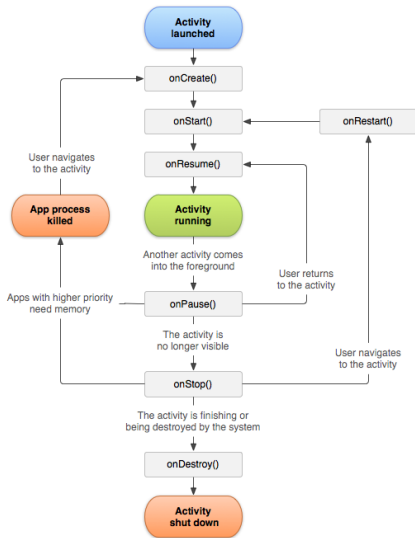 Activity
launched
onCreate()
onStart()
onRestart()
User navigates
to the activity
onResume()
App process
killed
Activity
running
Another activity comes
into the foreground
User returns
to the activity
Apps with higher priority
need memory
onPause()
The activity is
no longer visible
User navigates
to the activity
onStop()
The activity is finishing or
being destroyed by the system
onDestroy()
Activity
shut down